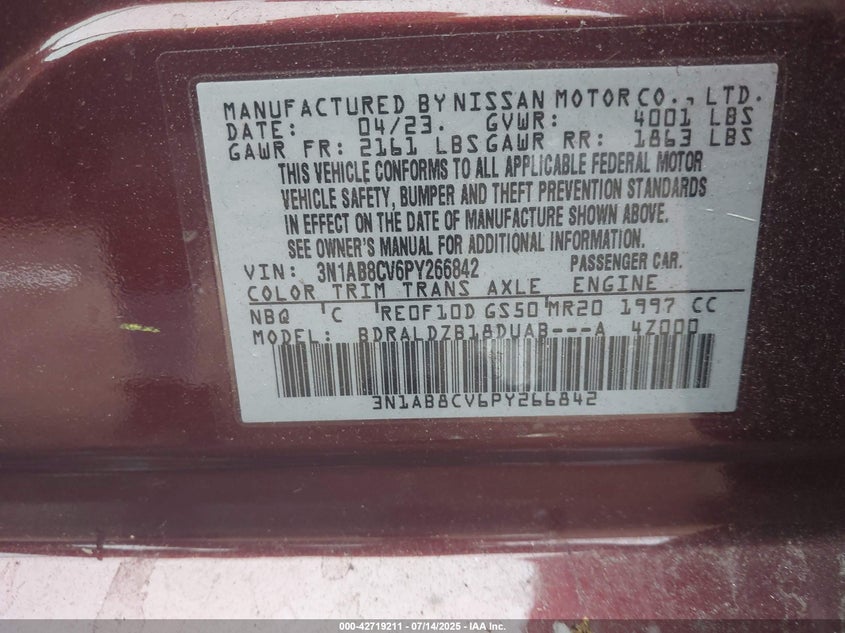 MANUFACTURED BY NISSAN MOTOR CO., LTD.
DATE: 04/23. GVWR: 4001 LBS
GAWR FR: 2161 LBS GAWR RR: 1863 LBS
THIS VEHICLE CONFORMS TO ALL APPLICABLE FEDERAL MOTOR
VEHICLE SAFETY, BUMPER AND THEFT PREVENTION STANDARDS
IN EFFECT ON THE DATE OF MANUFACTURE SHOWN ABOVE.
SEE OWNER'S MANUAL FOR ADDITIONAL INFORMATION.
VIN: 3N1AB8CV6PY266842 PASSENGER CAR.
COLOR TRIM TRANS AXLE ENGINE
NBQ C RE0F10D GS50 MR20 1997 CC
MODEL: BDRALDZB18DUAB---A 4Z000
3N1AB8CV6PY266842
000-42719211 - 07/14/2025 - IAA Inc.